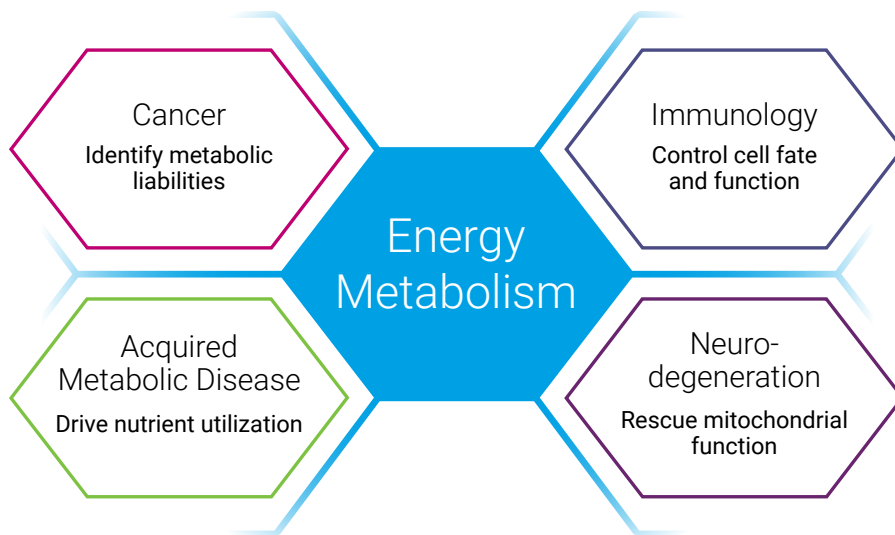 Cancer
Identify metabolic
liabilities
Immunology
Control cell fate
and function
Energy
Metabolism
Acquired
Metabolic Disease
Drive nutrient utilization
Neuro-
degeneration
Rescue mitochondrial
function